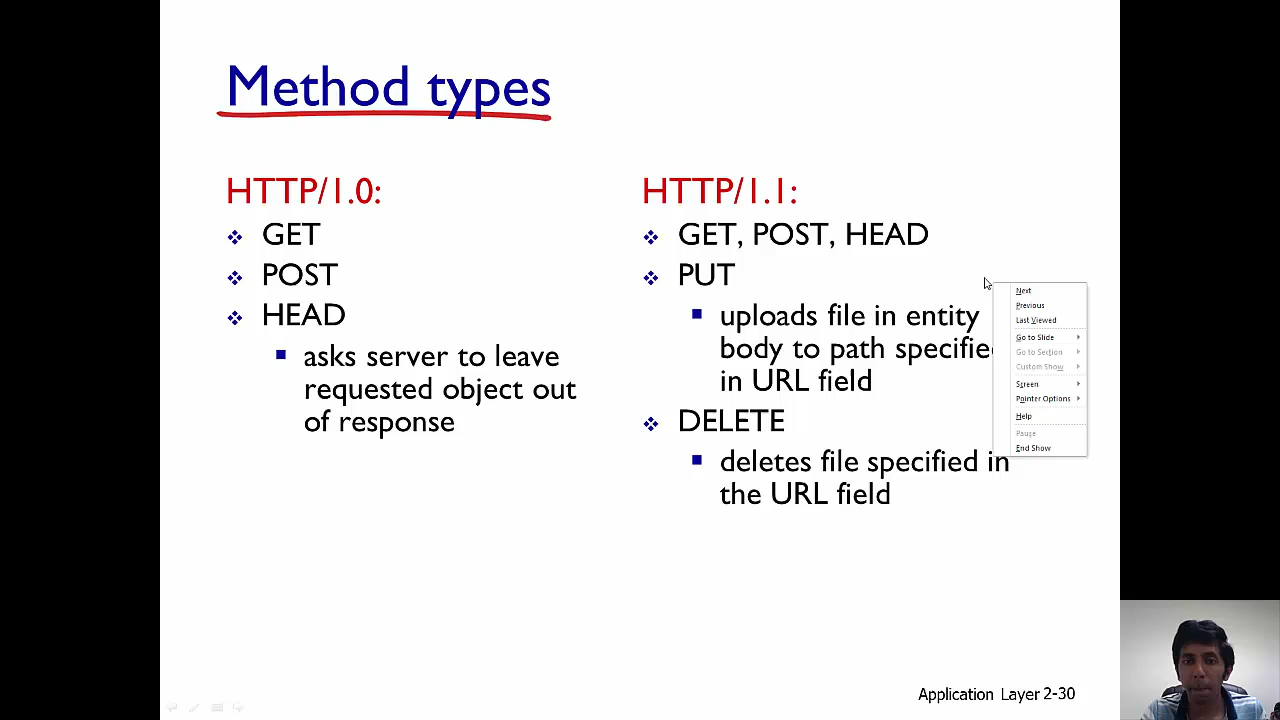 Method types
HTTP/1.0:
GET
POST
HEAD
asks server to leave
requested object out
of response
HTTP/1.1:
GET, POST, HEAD
PUT
uploads file in entity
body to path specifie
in URL field
DELETE
deletes file specified in
the URL field
Next
Previous
Last Viewed
Go to Slide
Go to Section
Custom Show
Screen
Pointer Options
Help
Pause
End Show
Application Layer 2-30